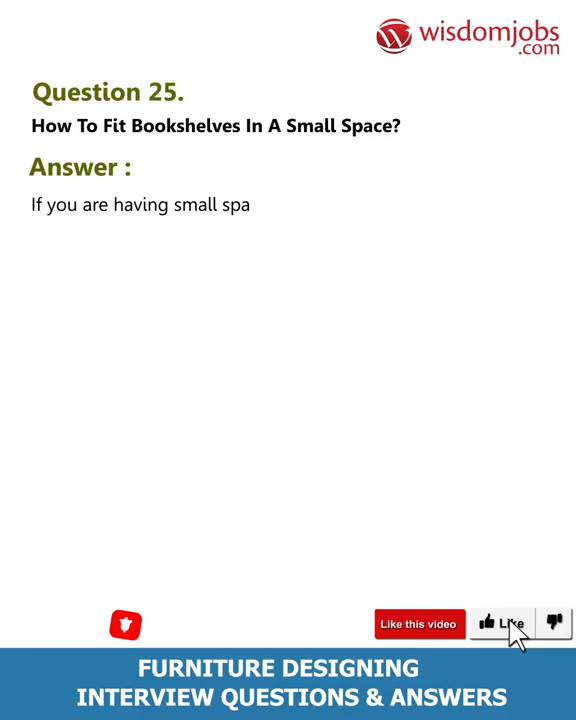 wisdomjobs
.com
Question 25.
How To Fit Bookshelves In A Small Space?
Answer :
If you are having small spa
Like this video
Like
FURNITURE DESIGNING
INTERVIEW QUESTIONS & ANSWERS